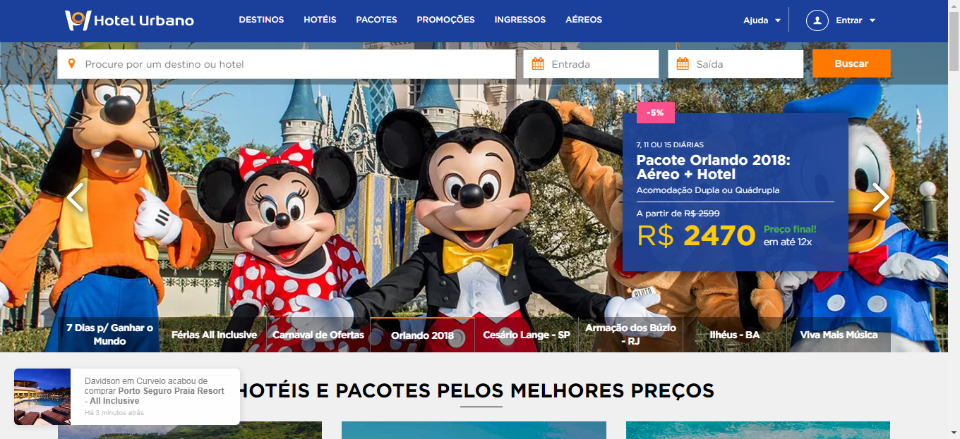 Hotel Urbano
DESTINOS HOTÉIS PACOTES PROMOÇÕES INGRESSOS AÉREOS
Ajuda Entrar
Procure por um destino ou hotel
Entrada
Saída
Buscar
-5%
7, 11 OU 15 DIÁRIAS
Pacote Orlando 2018:
Aéreo + Hotel
Acomodação Dupla ou Quádrupla
A partir de R$ 2599
R$ 2470
Preço final!
em até 12x
7 Dias p/ Ganhar o
Mundo
Férias All Inclusive
Carnaval de Ofertas
Orlando 2018
Cesário Lange - SP
Armação dos Búzio
- RJ
Ilhéus - BA
Viva Mais Música
HOTÉIS E PACOTES PELOS MELHORES PREÇOS
Davidson em Curvelo acabou de
comprar Porto Seguro Praia Resort
- All Inclusive
Há 3 minutos atrás